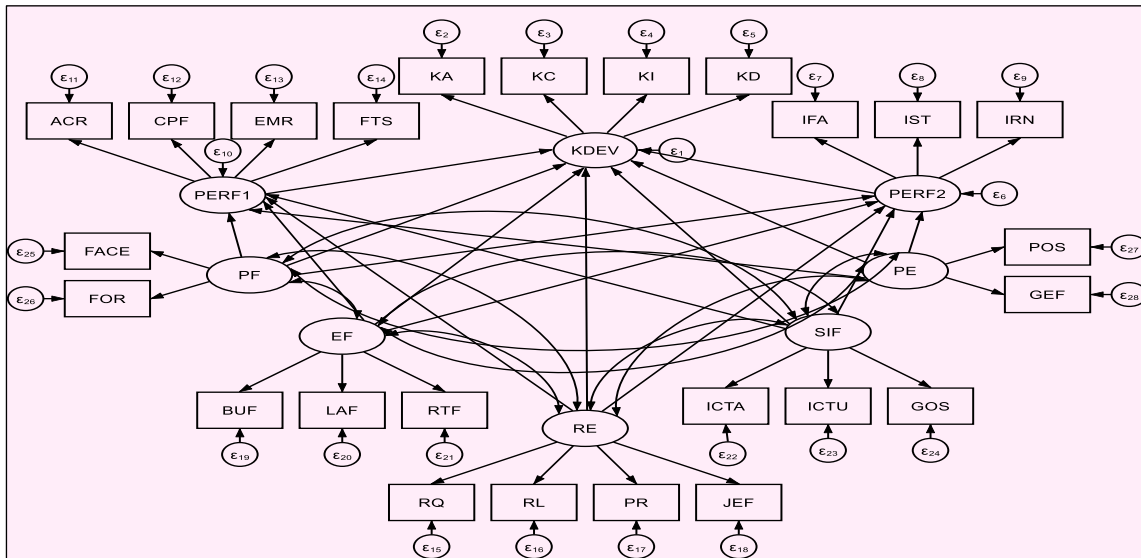 ε2 ε3 ε4 ε5
ε11 ε12 ε13 ε14 KA KC KI KD ε7 ε8 ε9
ACR CPF EMR FTS IFA IST IRN
ε10 KDEV ε1
PERF1 PERF2 ε6
ε25 FACE POS ε27
PF PE
ε26 FOR GEF ε28
EF SIF
BUF LAF RTF ICTA ICTU GOS
RE
ε19 ε20 ε21 ε22 ε23 ε24
RQ RL PR JEF
ε15 ε16 ε17 ε18